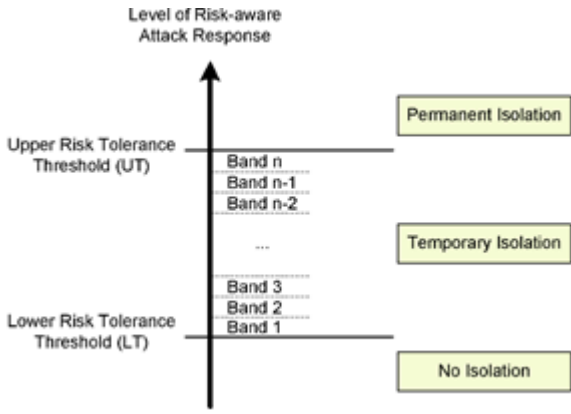 Level of Risk-aware
Attack Response
Permanent Isolation
Upper Risk Tolerance
Threshold (UT)
Band n
Band n-1
Band n-2
...
Temporary Isolation
Band 3
Band 2
Band 1
Lower Risk Tolerance
Threshold (LT)
No Isolation